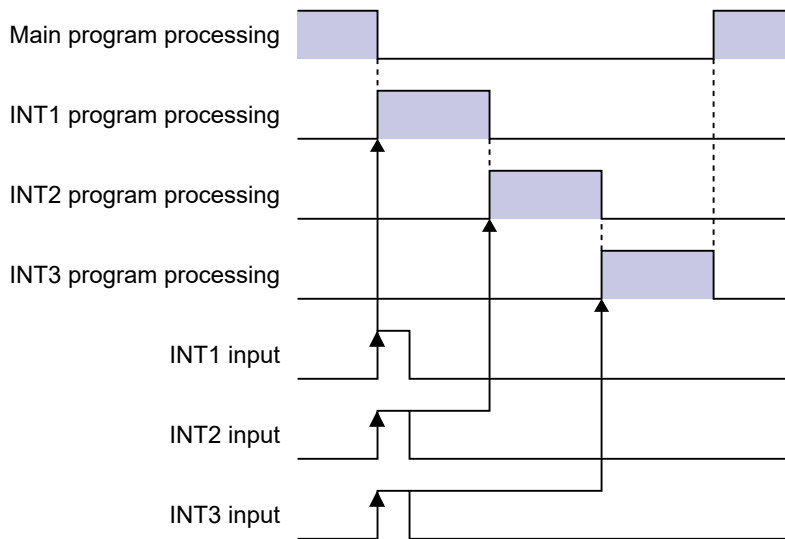 Main program processing
INT1 program processing
INT2 program processing
INT3 program processing
INT1 input
INT2 input
INT3 input